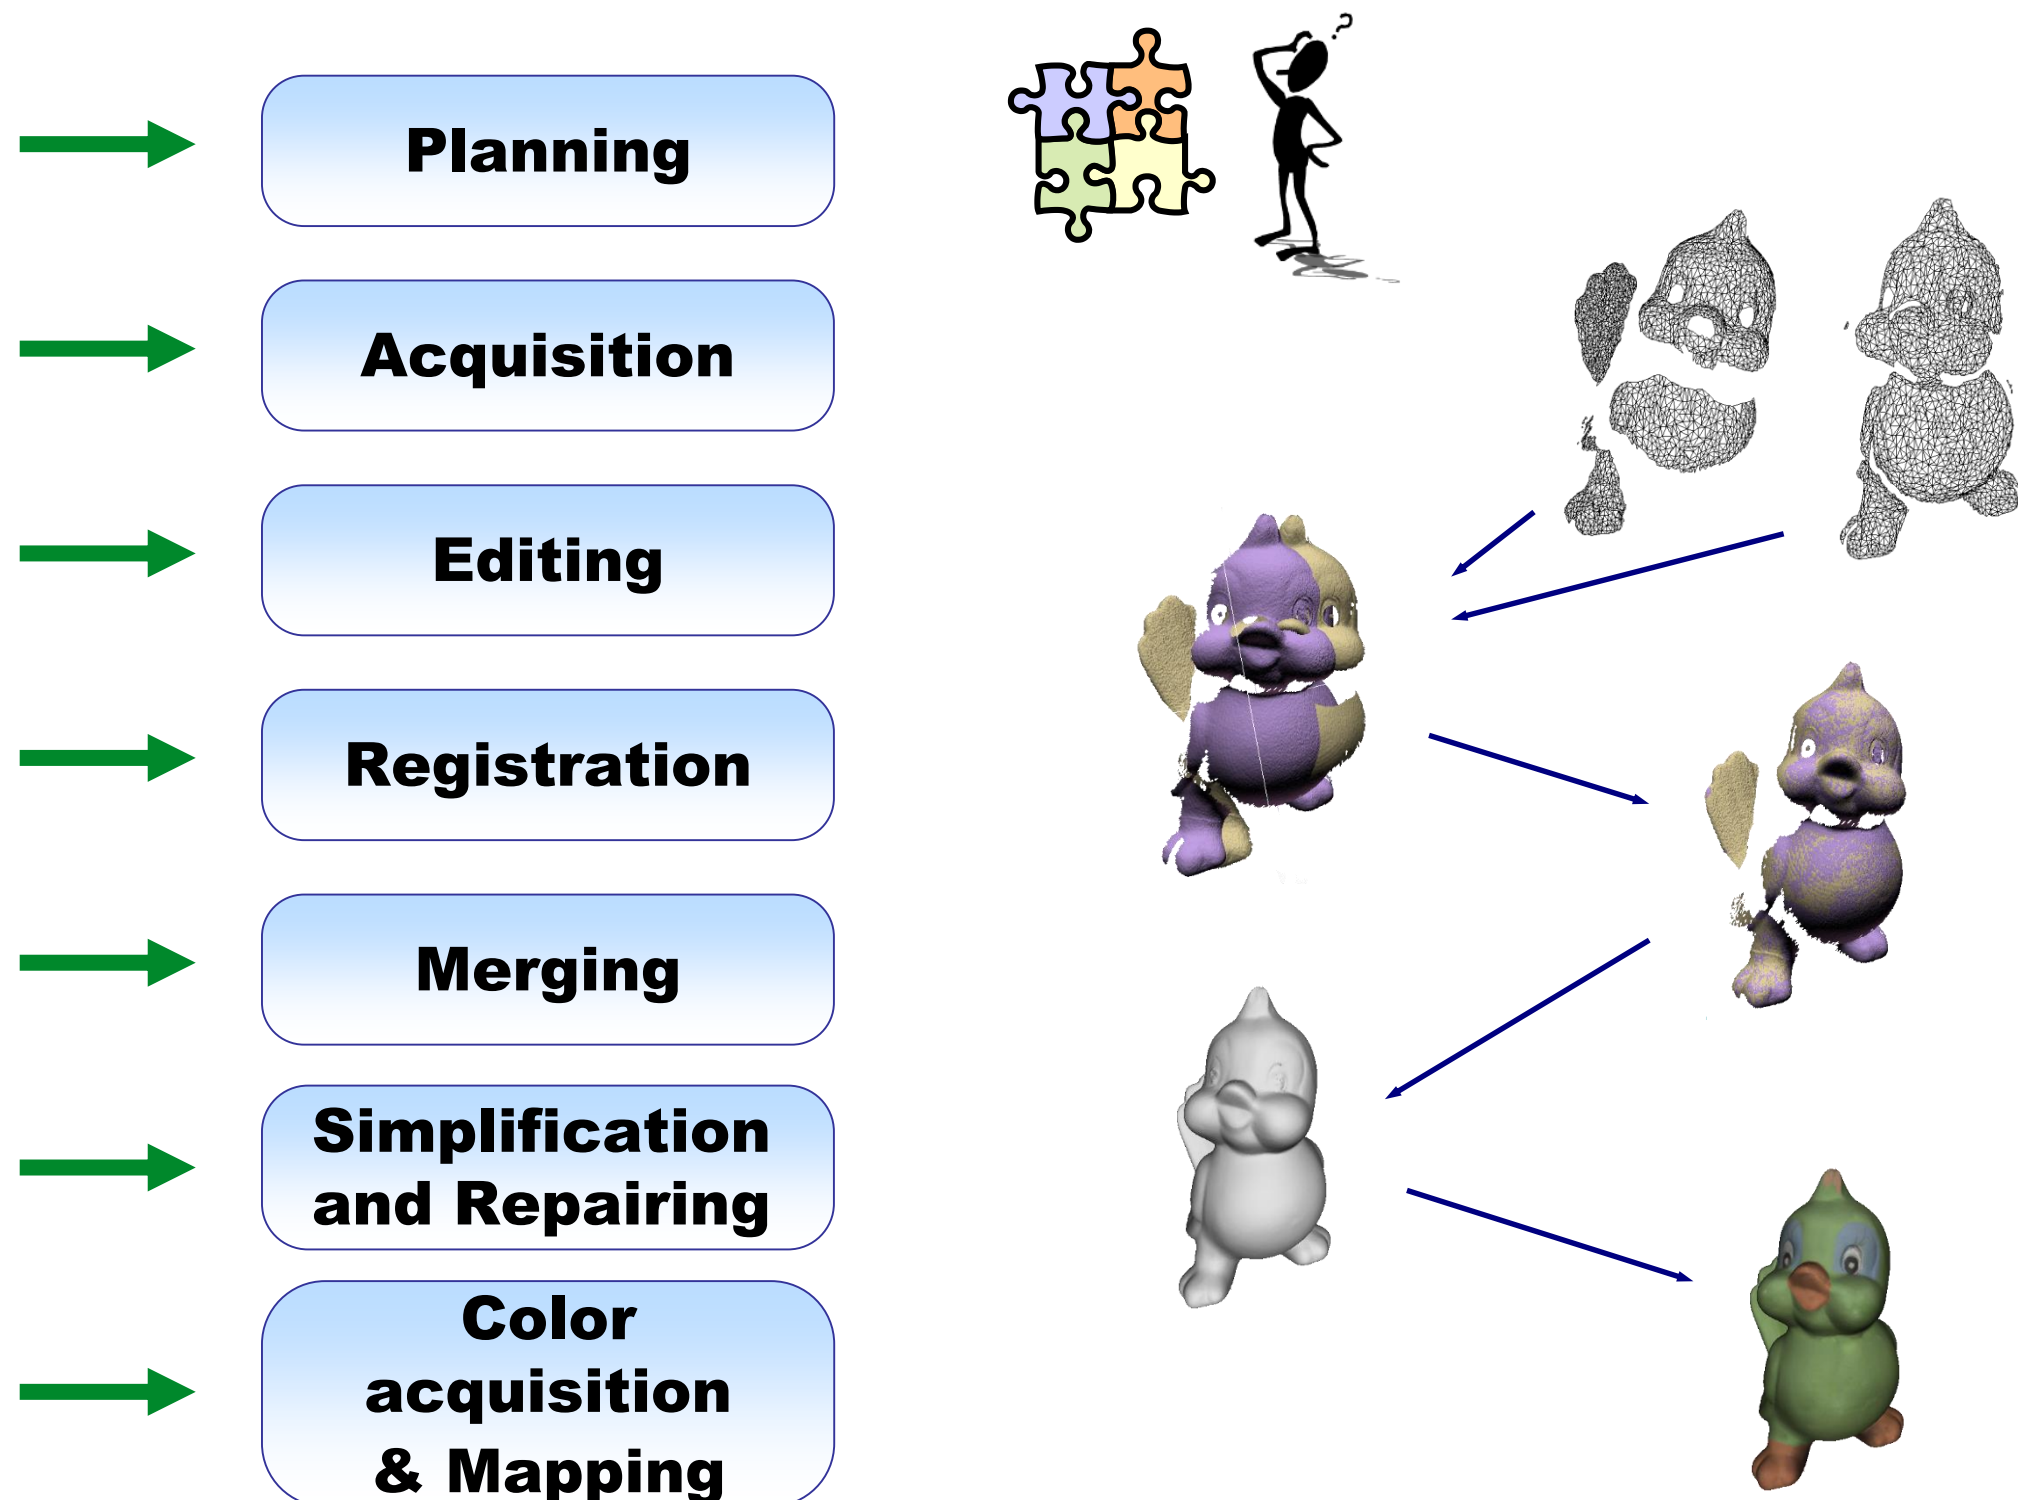 Planning
?
Acquisition
Editing
Registration
Merging
Simplification
and Repairing
Color
acquisition
& Mapping